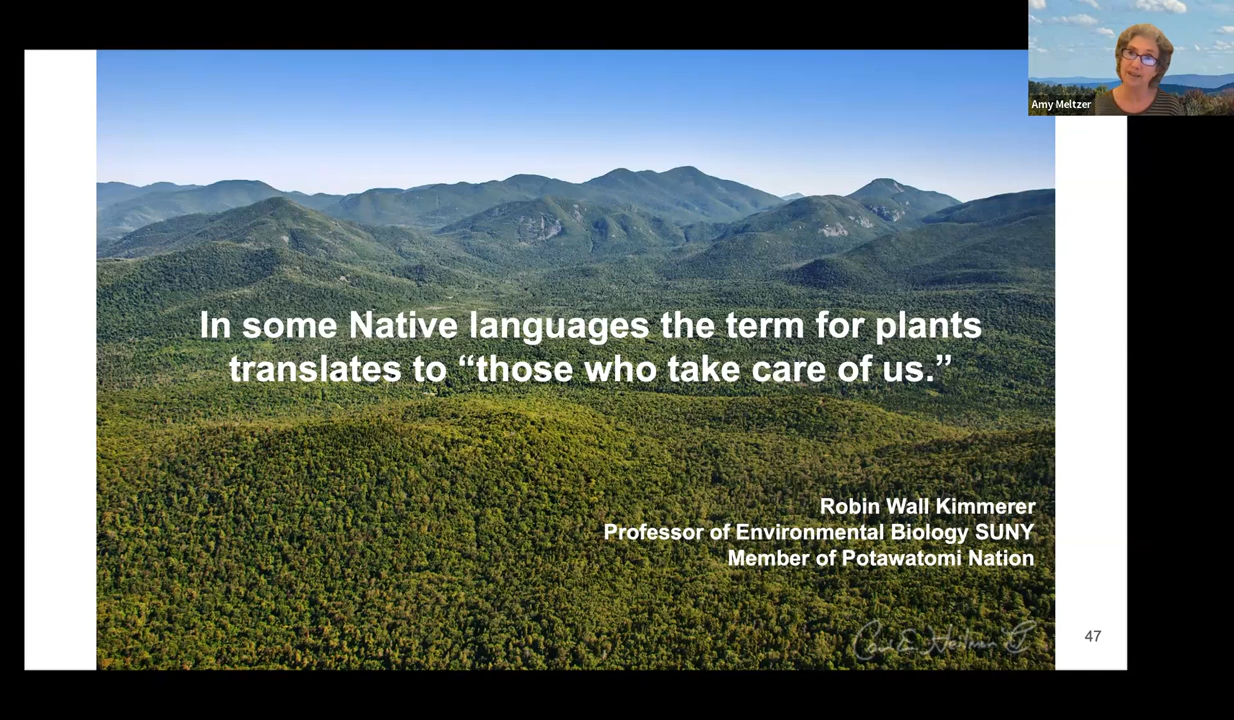 Amy Meltzer
In some Native languages the term for plants
translates to “those who take care of us.”
Robin Wall Kimmerer
Professor of Environmental Biology SUNY
Member of Potawatomi Nation
47